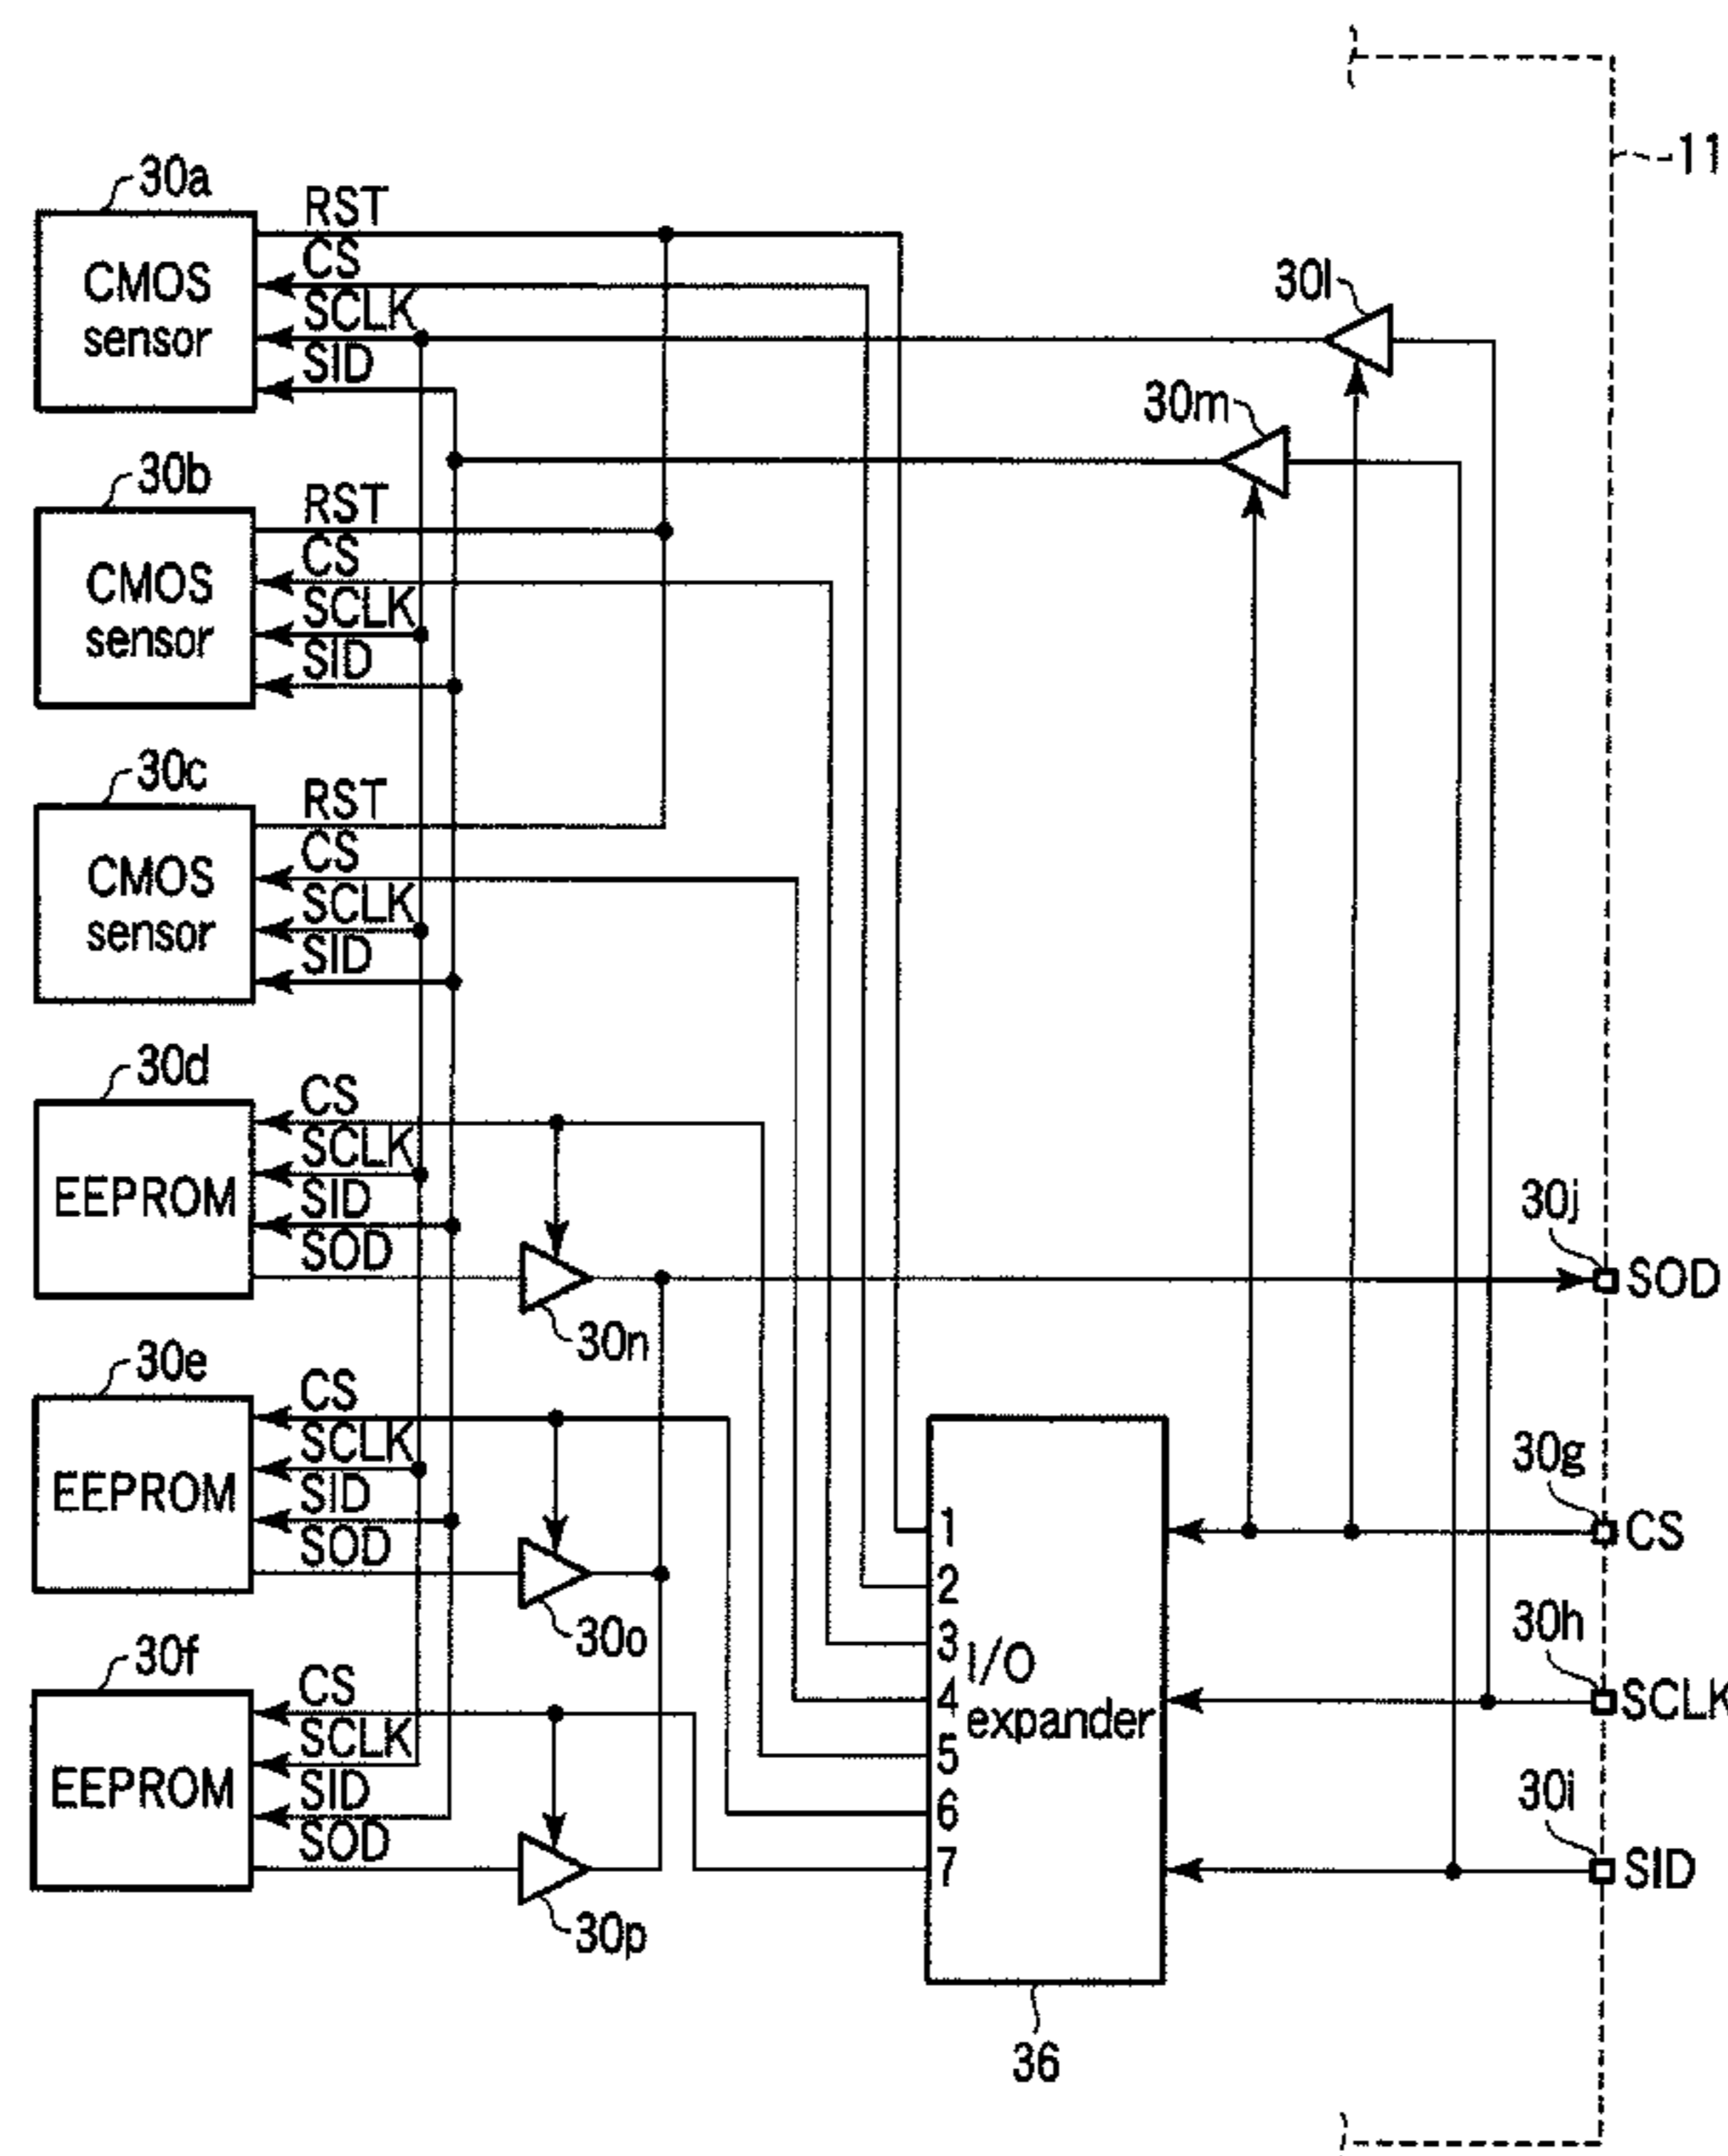 11
30a
RST
CS
SCLK
SID
CMOS
sensor
30l
30m
30b
RST
CS
SCLK
SID
CMOS
sensor
30c
RST
CS
SCLK
SID
CMOS
sensor
30d
CS
SCLK
SID
SOD
EEPROM
30n
30j
SOD
30e
CS
SCLK
SID
SOD
EEPROM
30o
30f
CS
SCLK
SID
SOD
EEPROM
30p
1
2
3
4
5
6
7
I/O
expander
36
30g
CS
30h
SCLK
30i
SID